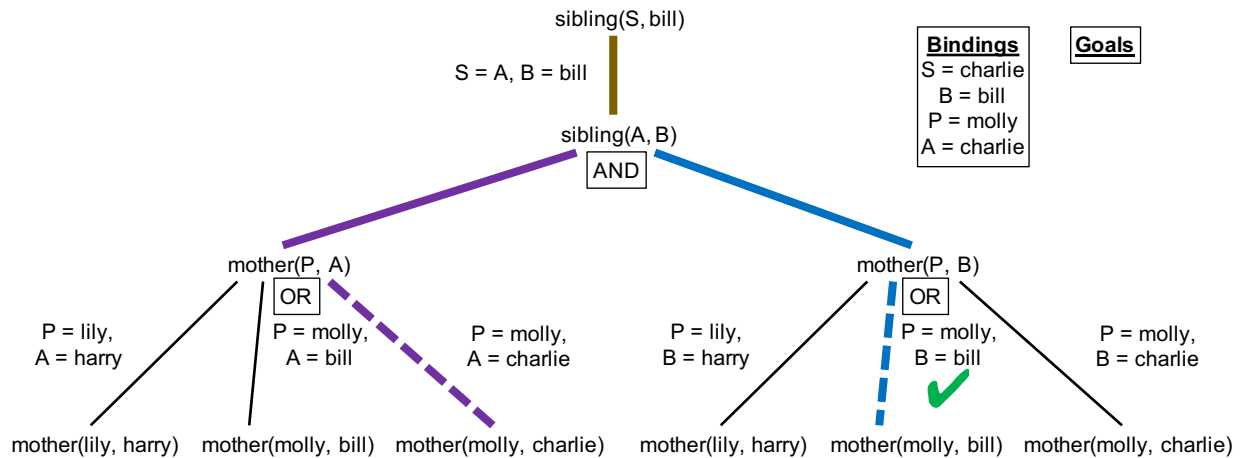 sibling(S, bill)
Bindings
Goals
S = charlie
B = bill
P = molly
A = charlie
S = A, B = bill
sibling(A, B)
AND
mother(P, A)
mother(P, B)
OR
OR
P = lily,
A = harry
P = molly,
A = bill
P = molly,
A = charlie
P = lily,
B = harry
P = molly,
B = bill
P = molly,
B = charlie
mother(lily, harry)
mother(molly, bill)
mother(molly, charlie)
mother(lily, harry)
mother(molly, bill)
mother(molly, charlie)